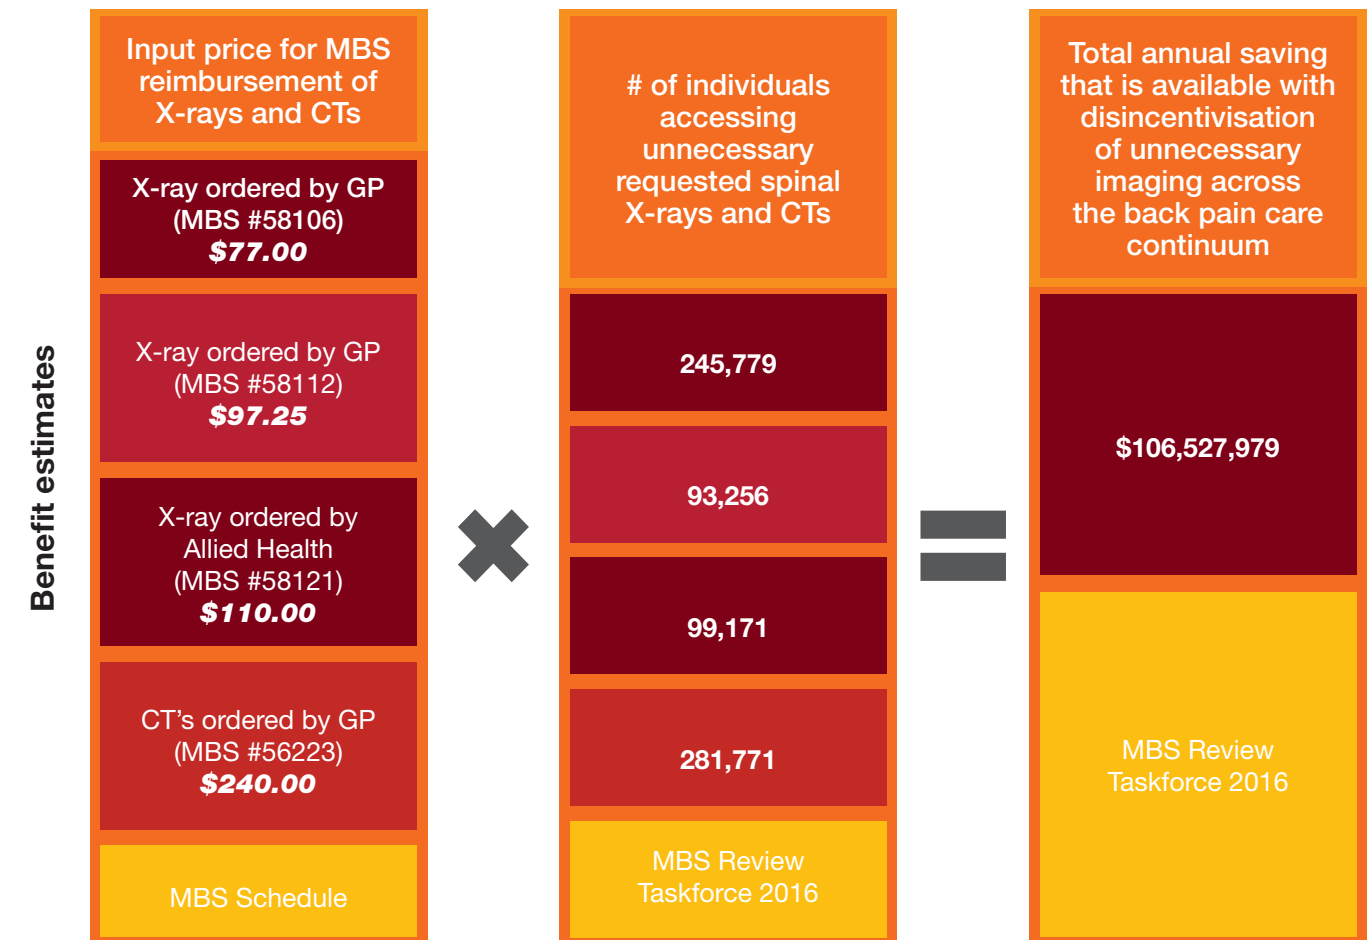 Benefit estimates
Input price for MBS
reimbursement of
X-rays and CTs
X-ray ordered by GP
(MBS #58106)
$77.00
X-ray ordered by GP
(MBS #58112)
$97.25
X-ray ordered by
Allied Health
(MBS #58121)
$110.00
CT’s ordered by GP
(MBS #56223)
$240.00
MBS Schedule
# of individuals
accessing
unnecessary
requested spinal
X-rays and CTs
245,779
93,256
99,171
281,771
MBS Review
Taskforce 2016
Total annual saving
that is available with
disincentivisation
of unnecessary
imaging across
the back pain care
continuum
$106,527,979
MBS Review
Taskforce 2016